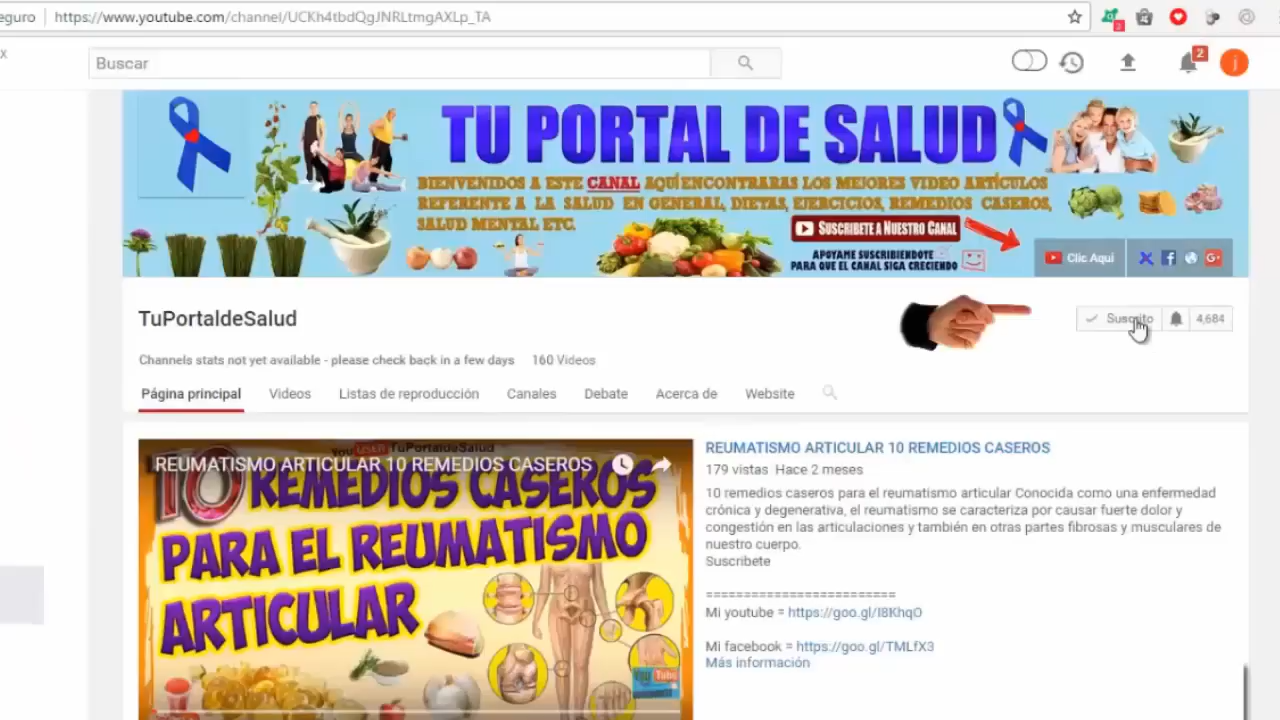 eguro
https://www.youtube.com/channel/UCKh4tbdQgJNRLtmgAXLp_TA
3
x
Buscar
2
j
TU PORTAL DE SALUD
BIENVENIDOS A ESTE CANAL AQUÍ ENCONTRARAS LOS MEJORES VIDEO ARTÍCULOS
REFERENTE A LA SALUD EN GENERAL, DIETAS, EJERCICIOS, REMEDIOS CASEROS,
SALUD MENTAL ETC.
SUSCRIBETE A NUESTRO CANAL
APOYAME SUSCRIBIENDOTE
PARA QUE EL CANAL SIGA CRECIENDO
Clic Aqui
TuPortaldeSalud
Suscrito
4,684
Channels stats not yet available - please check back in a few days 160 Videos
Página principal Videos Listas de reproducción Canales Debate Acerca de Website
TuPortaldeSalud
REUMATISMO ARTICULAR 10 REMEDIOS CASEROS
10 REMEDIOS CASEROS
PARA EL REUMATISMO
ARTICULAR
REUMATISMO ARTICULAR 10 REMEDIOS CASEROS
179 vistas Hace 2 meses
10 remedios caseros para el reumatismo articular Conocida como una enfermedad
crónica y degenerativa, el reumatismo se caracteriza por causar fuerte dolor y
congestión en las articulaciones y también en otras partes fibrosas y musculares de
nuestro cuerpo.
Suscribete
=========================
Mi youtube = https://goo.gl/I8KhqO
Mi facebook = https://goo.gl/TMLfX3
Más información